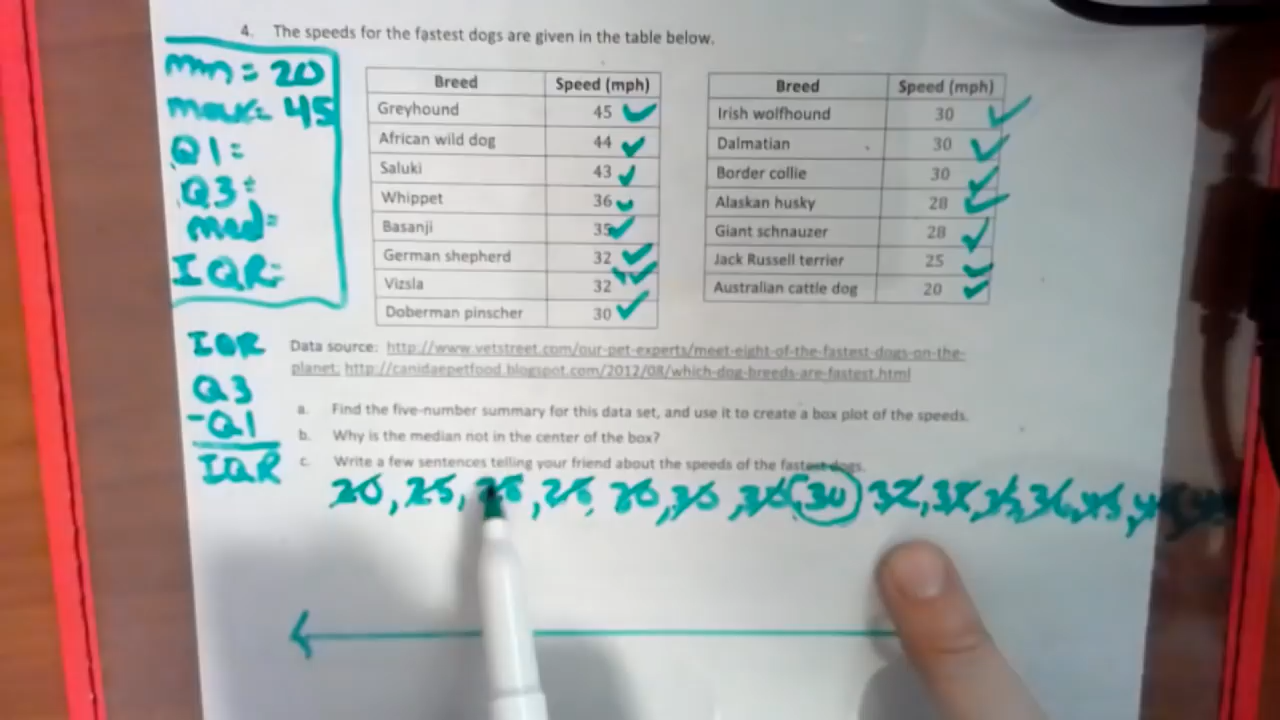 4. The speeds for the fastest dogs are given in the table below.
min = 20
max = 45
Q1:
Q3:
med=
IQR=
Breed Speed (mph)
Greyhound 45
African wild dog 44
Saluki 43
Whippet 36
Basanji 35
German shepherd 32
Vizsla 32
Doberman pinscher 30
Breed Speed (mph)
Irish wolfhound 30
Dalmatian 30
Border collie 30
Alaskan husky 28
Giant schnauzer 28
Jack Russell terrier 25
Australian cattle dog 20
IQR
Q3
-Q1
IQR
Data source: http://www.vetstreet.com/our-pet-experts/meet-eight-of-the-fastest-dogs-on-the-
planet; http://canidaepetfood.blogspot.com/2012/08/which-dog-breeds-are-fastest.html
a. Find the five-number summary for this data set, and use it to create a box plot of the speeds.
b. Why is the median not in the center of the box?
c. Write a few sentences telling your friend about the speeds of the fastest dogs.
20, 25, 30, 30 30 32, 32, 35, 36,